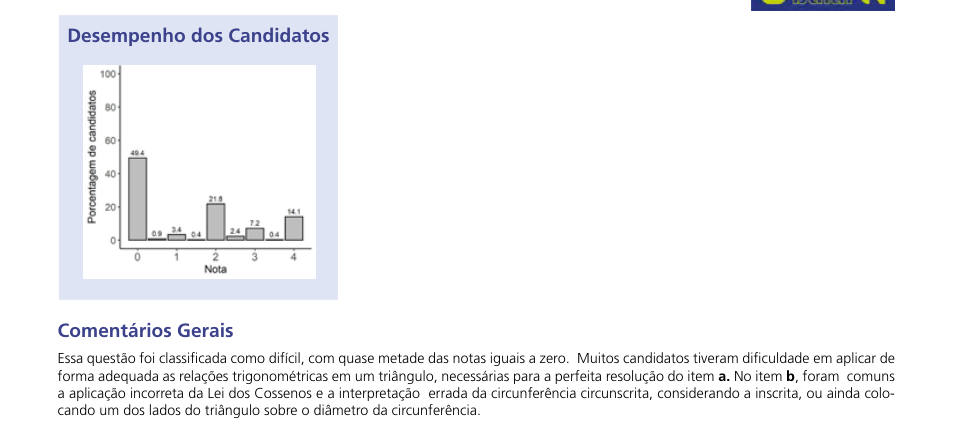 Desempenho dos Candidatos
Porcentagem de candidatos
100
80
60
40
20
0
49.4
0.9
3.4
0.4
21.8
2.4
7.2
0.4
14.1
0 1 2 3 4
Nota
Comentários Gerais
Essa questão foi classificada como difícil, com quase metade das notas iguais a zero. Muitos candidatos tiveram dificuldade em aplicar de
forma adequada as relações trigonométricas em um triângulo, necessárias para a perfeita resolução do item a. No item b, foram comuns
a aplicação incorreta da Lei dos Cossenos e a interpretação errada da circunferência circunscrita, considerando a inscrita, ou ainda colo-
cando um dos lados do triângulo sobre o diâmetro da circunferência.